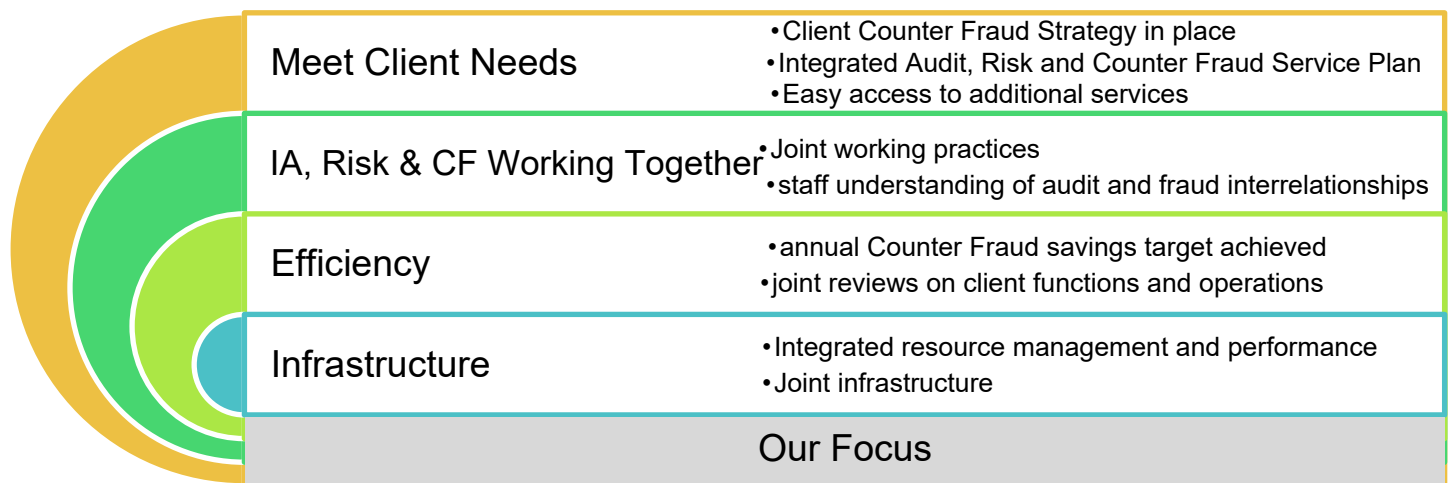 Meet Client Needs
•Client Counter Fraud Strategy in place
•Integrated Audit, Risk and Counter Fraud Service Plan
•Easy access to additional services
IA, Risk & CF Working Together
•Joint working practices
•staff understanding of audit and fraud interrelationships
Efficiency
•annual Counter Fraud savings target achieved
•joint reviews on client functions and operations
Infrastructure
•Integrated resource management and performance
•Joint infrastructure
Our Focus